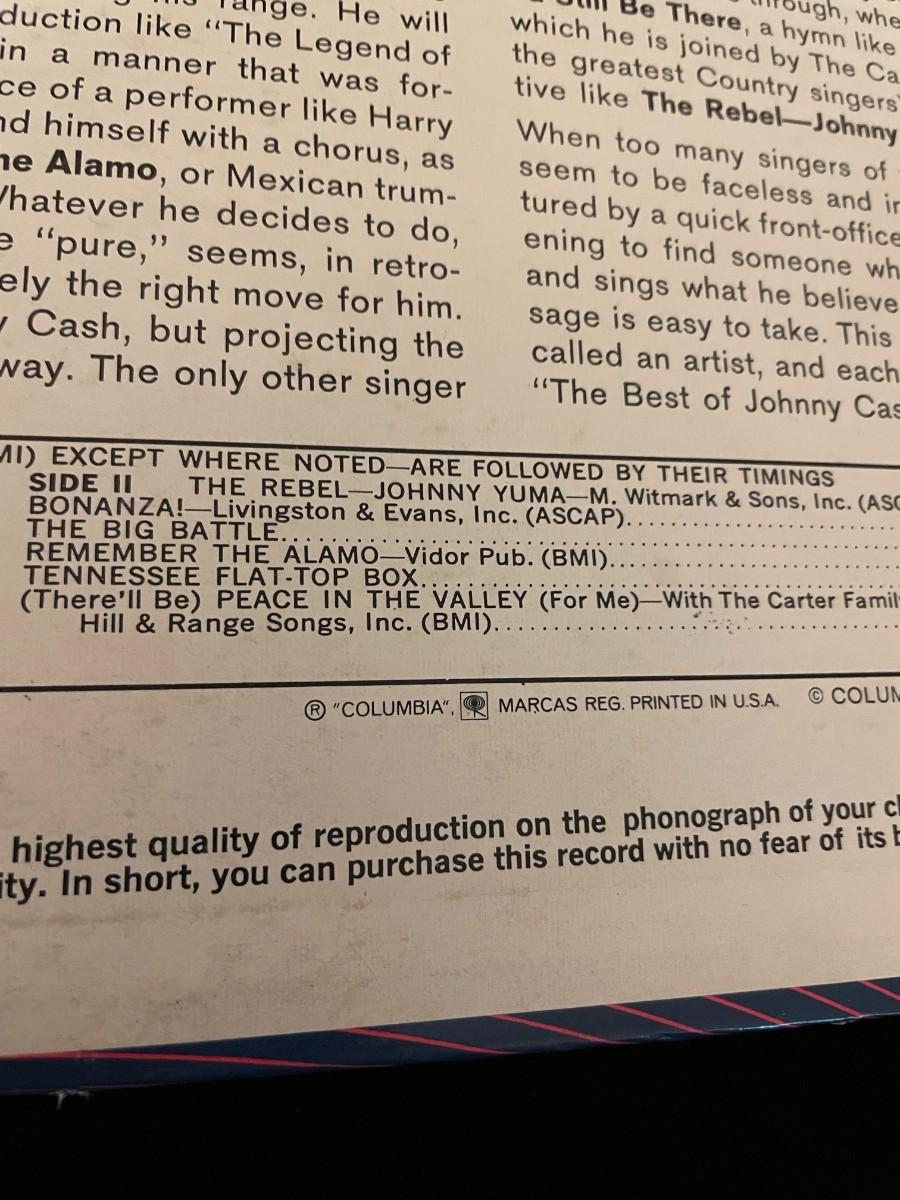 range. He will
duction like “The Legend of
in a manner that was for-
ce of a performer like Harry
nd himself with a chorus, as
he Alamo, or Mexican trum-
Whatever he decides to do,
e “pure,” seems, in retro-
ely the right move for him.
y Cash, but projecting the
way. The only other singer
through, whe
Still Be There, a hymn like
which he is joined by The Ca
the greatest Country singers’
tive like The Rebel—Johnny
When too many singers of
seem to be faceless and in
tured by a quick front-office
ening to find someone wh
and sings what he believe
sage is easy to take. This
called an artist, and each
“The Best of Johnny Cas
MI) EXCEPT WHERE NOTED—ARE FOLLOWED BY THEIR TIMINGS
SIDE II THE REBEL—JOHNNY YUMA—M. Witmark & Sons, Inc. (ASC
BONANZA!—Livingston & Evans, Inc. (ASCAP)
THE BIG BATTLE
REMEMBER THE ALAMO—Vidor Pub. (BMI)
TENNESSEE FLAT-TOP BOX
(There'll Be) PEACE IN THE VALLEY (For Me)—With The Carter Famil
Hill & Range Songs, Inc. (BMI)
® "COLUMBIA", MARCAS REG. PRINTED IN U.S.A. © COLUM
highest quality of reproduction on the phonograph of your ch
ity. In short, you can purchase this record with no fear of its b